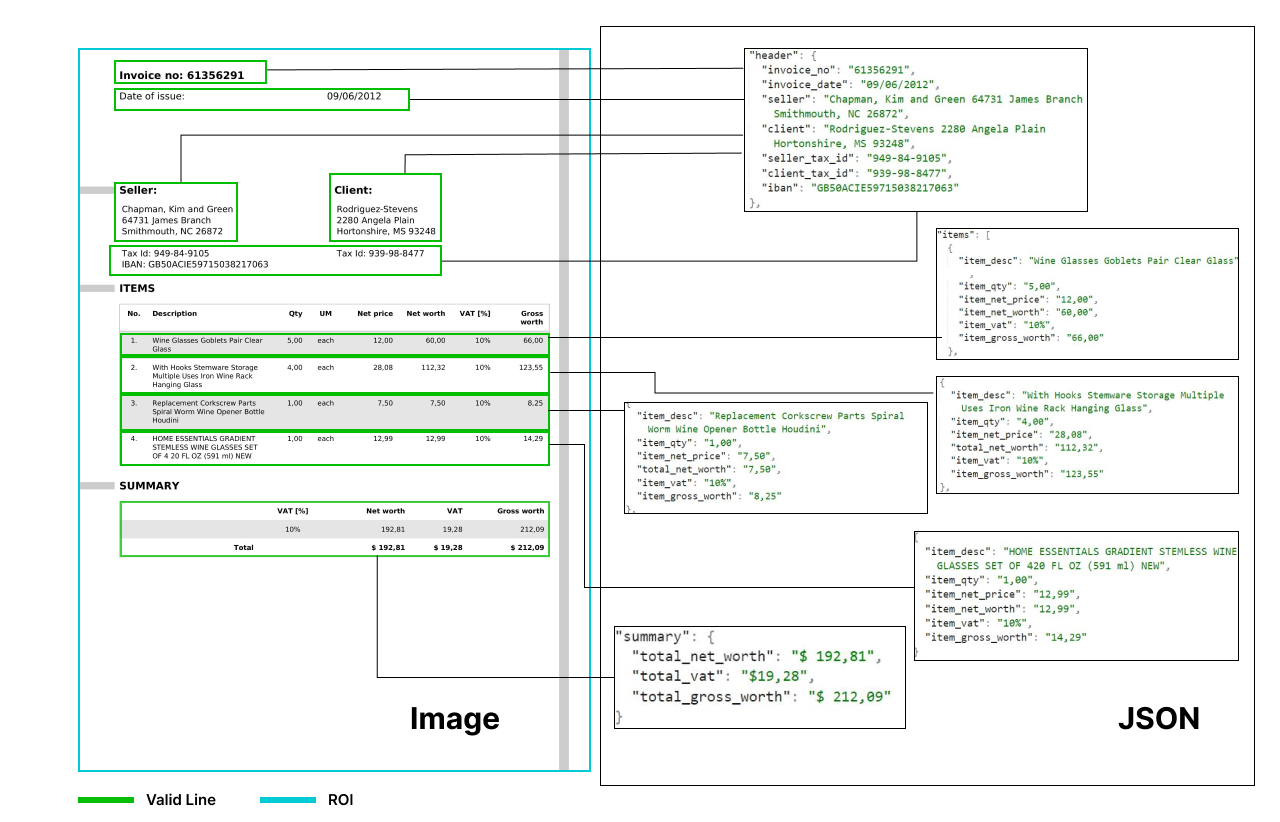 Invoice no: 61356291
Date of issue: 09/06/2012
Seller:
Chapman, Kim and Green
64731 James Branch
Smithmouth, NC 26872
Client:
Rodriguez-Stevens
2280 Angela Plain
Hortonshire, MS 93248
Tax Id: 949-84-9105 Tax Id: 939-98-8477
IBAN: GB50ACIE59715038217063
ITEMS
No. Description Qty UM Net price Net worth VAT [%] Gross
worth
1. Wine Glasses Goblets Pair Clear 5,00 each 12,00 60,00 10% 66,00
Glass
2. With Hooks Stemware Storage 4,00 each 28,08 112,32 10% 123,55
Multiple Uses Iron Wine Rack
Hanging Glass
3. Replacement Corkscrew Parts 1,00 each 7,50 7,50 10% 8,25
Spiral Worm Wine Opener Bottle
Houdini
4. HOME ESSENTIALS GRADIENT 1,00 each 12,99 12,99 10% 14,29
STEMLESS WINE GLASSES SET
OF 4 20 FL OZ (591 ml) NEW
SUMMARY
VAT [%] Net worth VAT Gross worth
10% 192,81 19,28 212,09
Total $ 192,81 $ 19,28 $ 212,09
Image
"header": {
"invoice_no": "61356291",
"invoice_date": "09/06/2012",
"seller": "Chapman, Kim and Green 64731 James Branch
Smithmouth, NC 26872",
"client": "Rodriguez-Stevens 2280 Angela Plain
Hortonshire, MS 93248",
"seller_tax_id": "949-84-9105",
"client_tax_id": "939-98-8477",
"iban": "GB50ACIE59715038217063"
},
"items": [
{
"item_desc": "Wine Glasses Goblets Pair Clear Glass"
,
"item_qty": "5,00",
"item_net_price": "12,00",
"item_net_worth": "60,00",
"item_vat": "10%",
"item_gross_worth": "66,00"
},
{
"item_desc": "With Hooks Stemware Storage Multiple
Uses Iron Wine Rack Hanging Glass",
"item_qty": "4,00",
"item_net_price": "28,08",
"total_net_worth": "112,32",
"item_vat": "10%",
"item_gross_worth": "123,55"
},
{
"item_desc": "Replacement Corkscrew Parts Spiral
Worm Wine Opener Bottle Houdini",
"item_qty": "1,00",
"item_net_price": "7,50",
"total_net_worth": "7,50",
"item_vat": "10%",
"item_gross_worth": "8,25"
},
{
"item_desc": "HOME ESSENTIALS GRADIENT STEMLESS WINE
GLASSES SET OF 420 FL OZ (591 ml) NEW",
"item_qty": "1,00",
"item_net_price": "12,99",
"item_net_worth": "12,99",
"item_vat": "10%",
"item_gross_worth": "14,29"
}
"summary": {
"total_net_worth": "$ 192,81",
"total_vat": "$19,28",
"total_gross_worth": "$ 212,09"
}
JSON
Valid Line
ROI